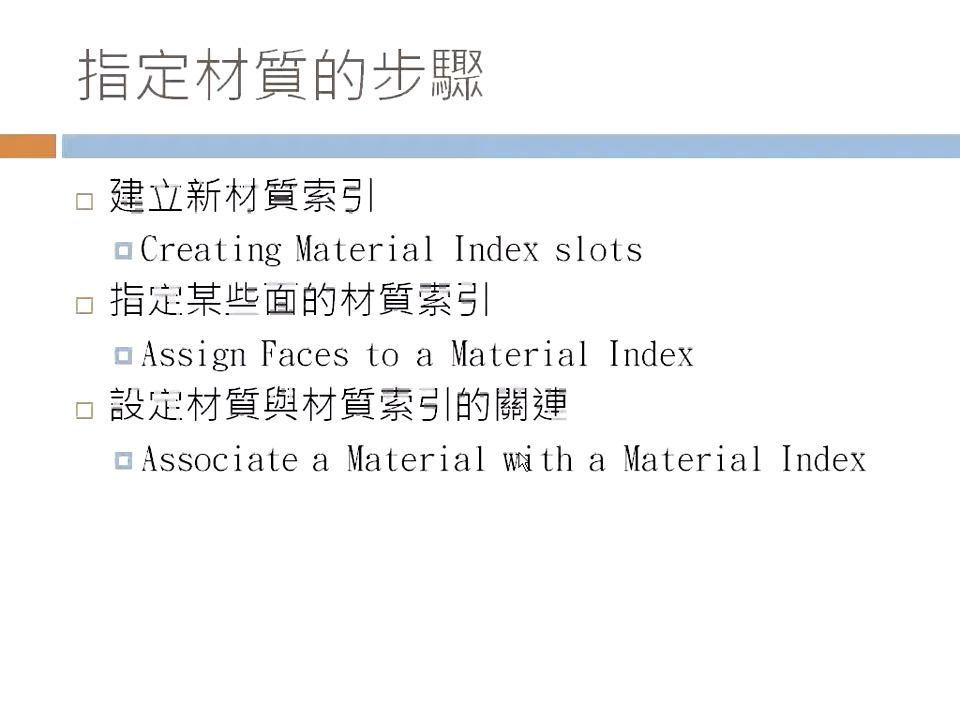 指定材質的步驟
建立新材質索引
Creating Material Index slots
指定某些面的材質索引
Assign Faces to a Material Index
設定材質與材質索引的關連
Associate a Material with a Material Index